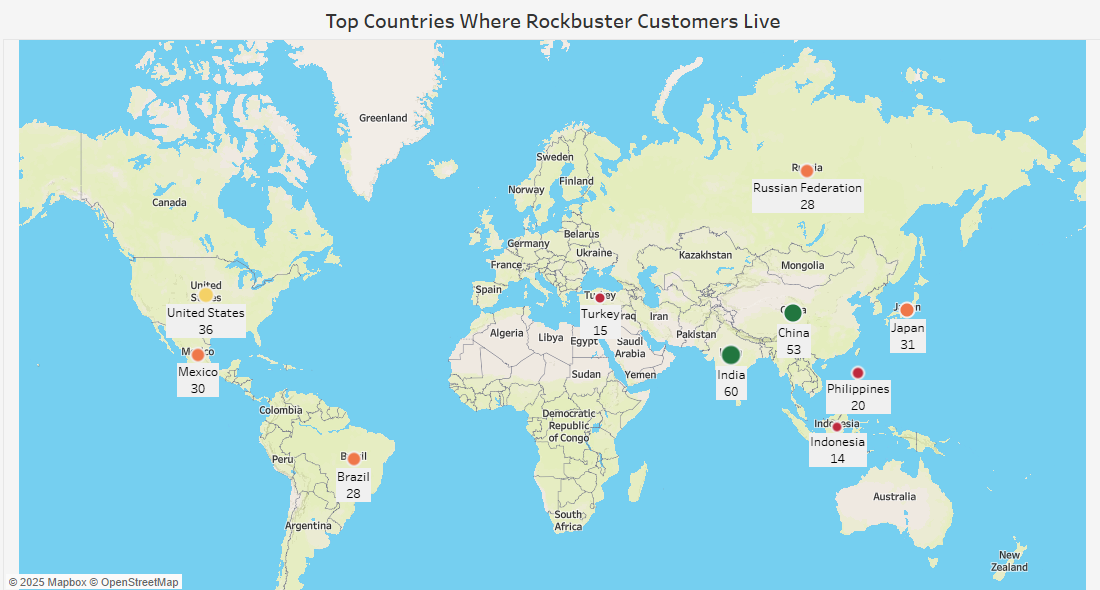 Top Countries Where Rockbuster Customers Live
Greenland
Sweden
Finland
Norway
Russian Federation
28
Canada
Belarus
Germany
Ukraine
France
Kazakhstan
Mongolia
Spain
United
United States
36
Turkey
15
Iran
China
53
Japan
31
Algeria
Libya
Egypt
Saudi
Arabia
Pakistan
Mexico
30
Sudan
Yemen
India
60
Philippines
20
Colombia
Democratic
Republic
of Congo
Indonesia
14
Peru
Brazil
28
Australia
South
Africa
Argentina
New
Zealand
© 2025 Mapbox © OpenStreetMap